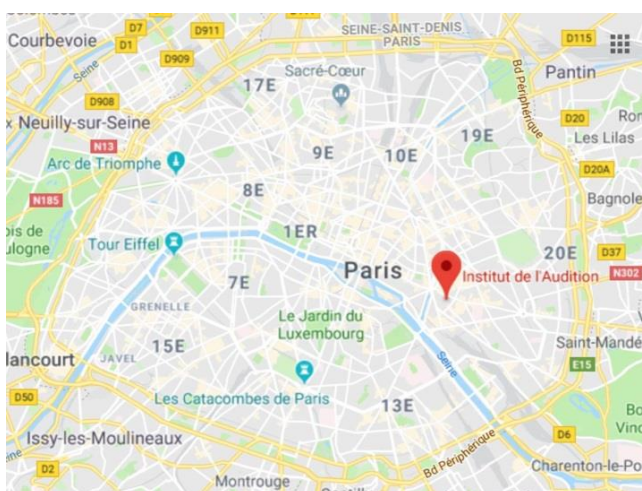 D7
D911
SEINE-SAINT-DENIS
PARIS
D115
Courbevoie
D1
D909
Seine
Sacré-Cœur
Bd Périphérique
Pantin
17E
D908
Neuilly-sur-Seine
D20
19E
Les Lilas
N13
9E
10E
Arc de Triomphe
D20A
8E
N185
Bagnole
1ER
Tour Eiffel
20E
D37
7E
Paris
Institut de l'Audition
N302
GRENELLE
Le Jardin du
Luxembourg
15E
JAVEL
Saint-Mandé
lancourt
Seine
E15
D50
Les Catacombes de Paris
13E
Issy-les-Moulineaux
D6
D2
Bd Périphérique
Charenton-le-Po
Montrouge